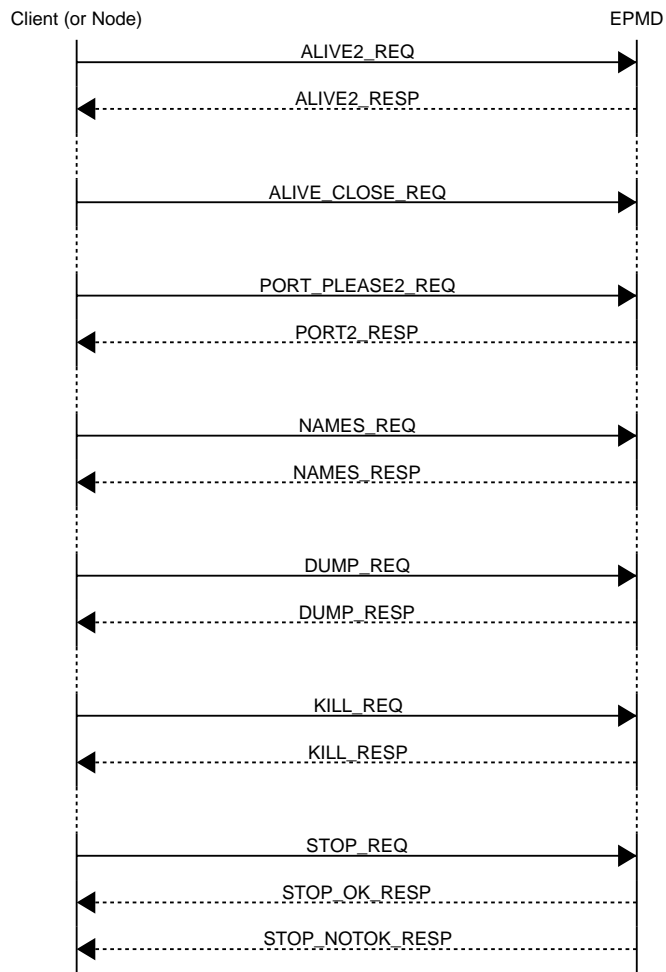 Client (or Node) EPMD
ALIVE2_REQ
ALIVE2_RESP
ALIVE_CLOSE_REQ
PORT_PLEASE2_REQ
PORT2_RESP
NAMES_REQ
NAMES_RESP
DUMP_REQ
DUMP_RESP
KILL_REQ
KILL_RESP
STOP_REQ
STOP_OK_RESP
STOP_NOTOK_RESP